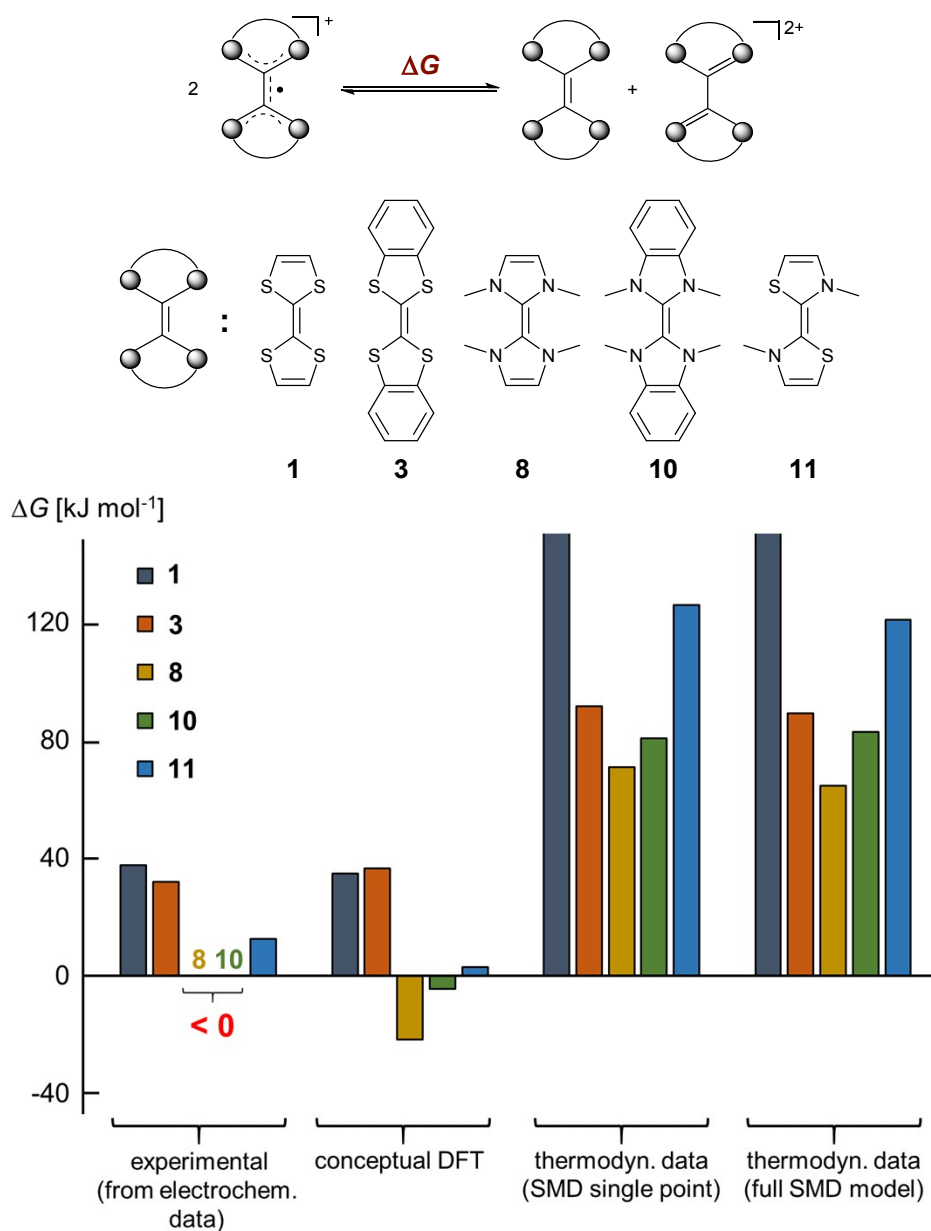 ]+
]2+
2
ΔG
+
S S
S S
S S
S S
N N
N N
N N
N N
S N
N S
:
1 3 8 10 11
ΔG [kJ mol-1]
1
3
8
10
11
120
80
40
0
-40
8 10
< 0
experimental
(from electrochem.
data)
conceptual DFT
thermodyn. data
(SMD single point)
thermodyn. data
(full SMD model)